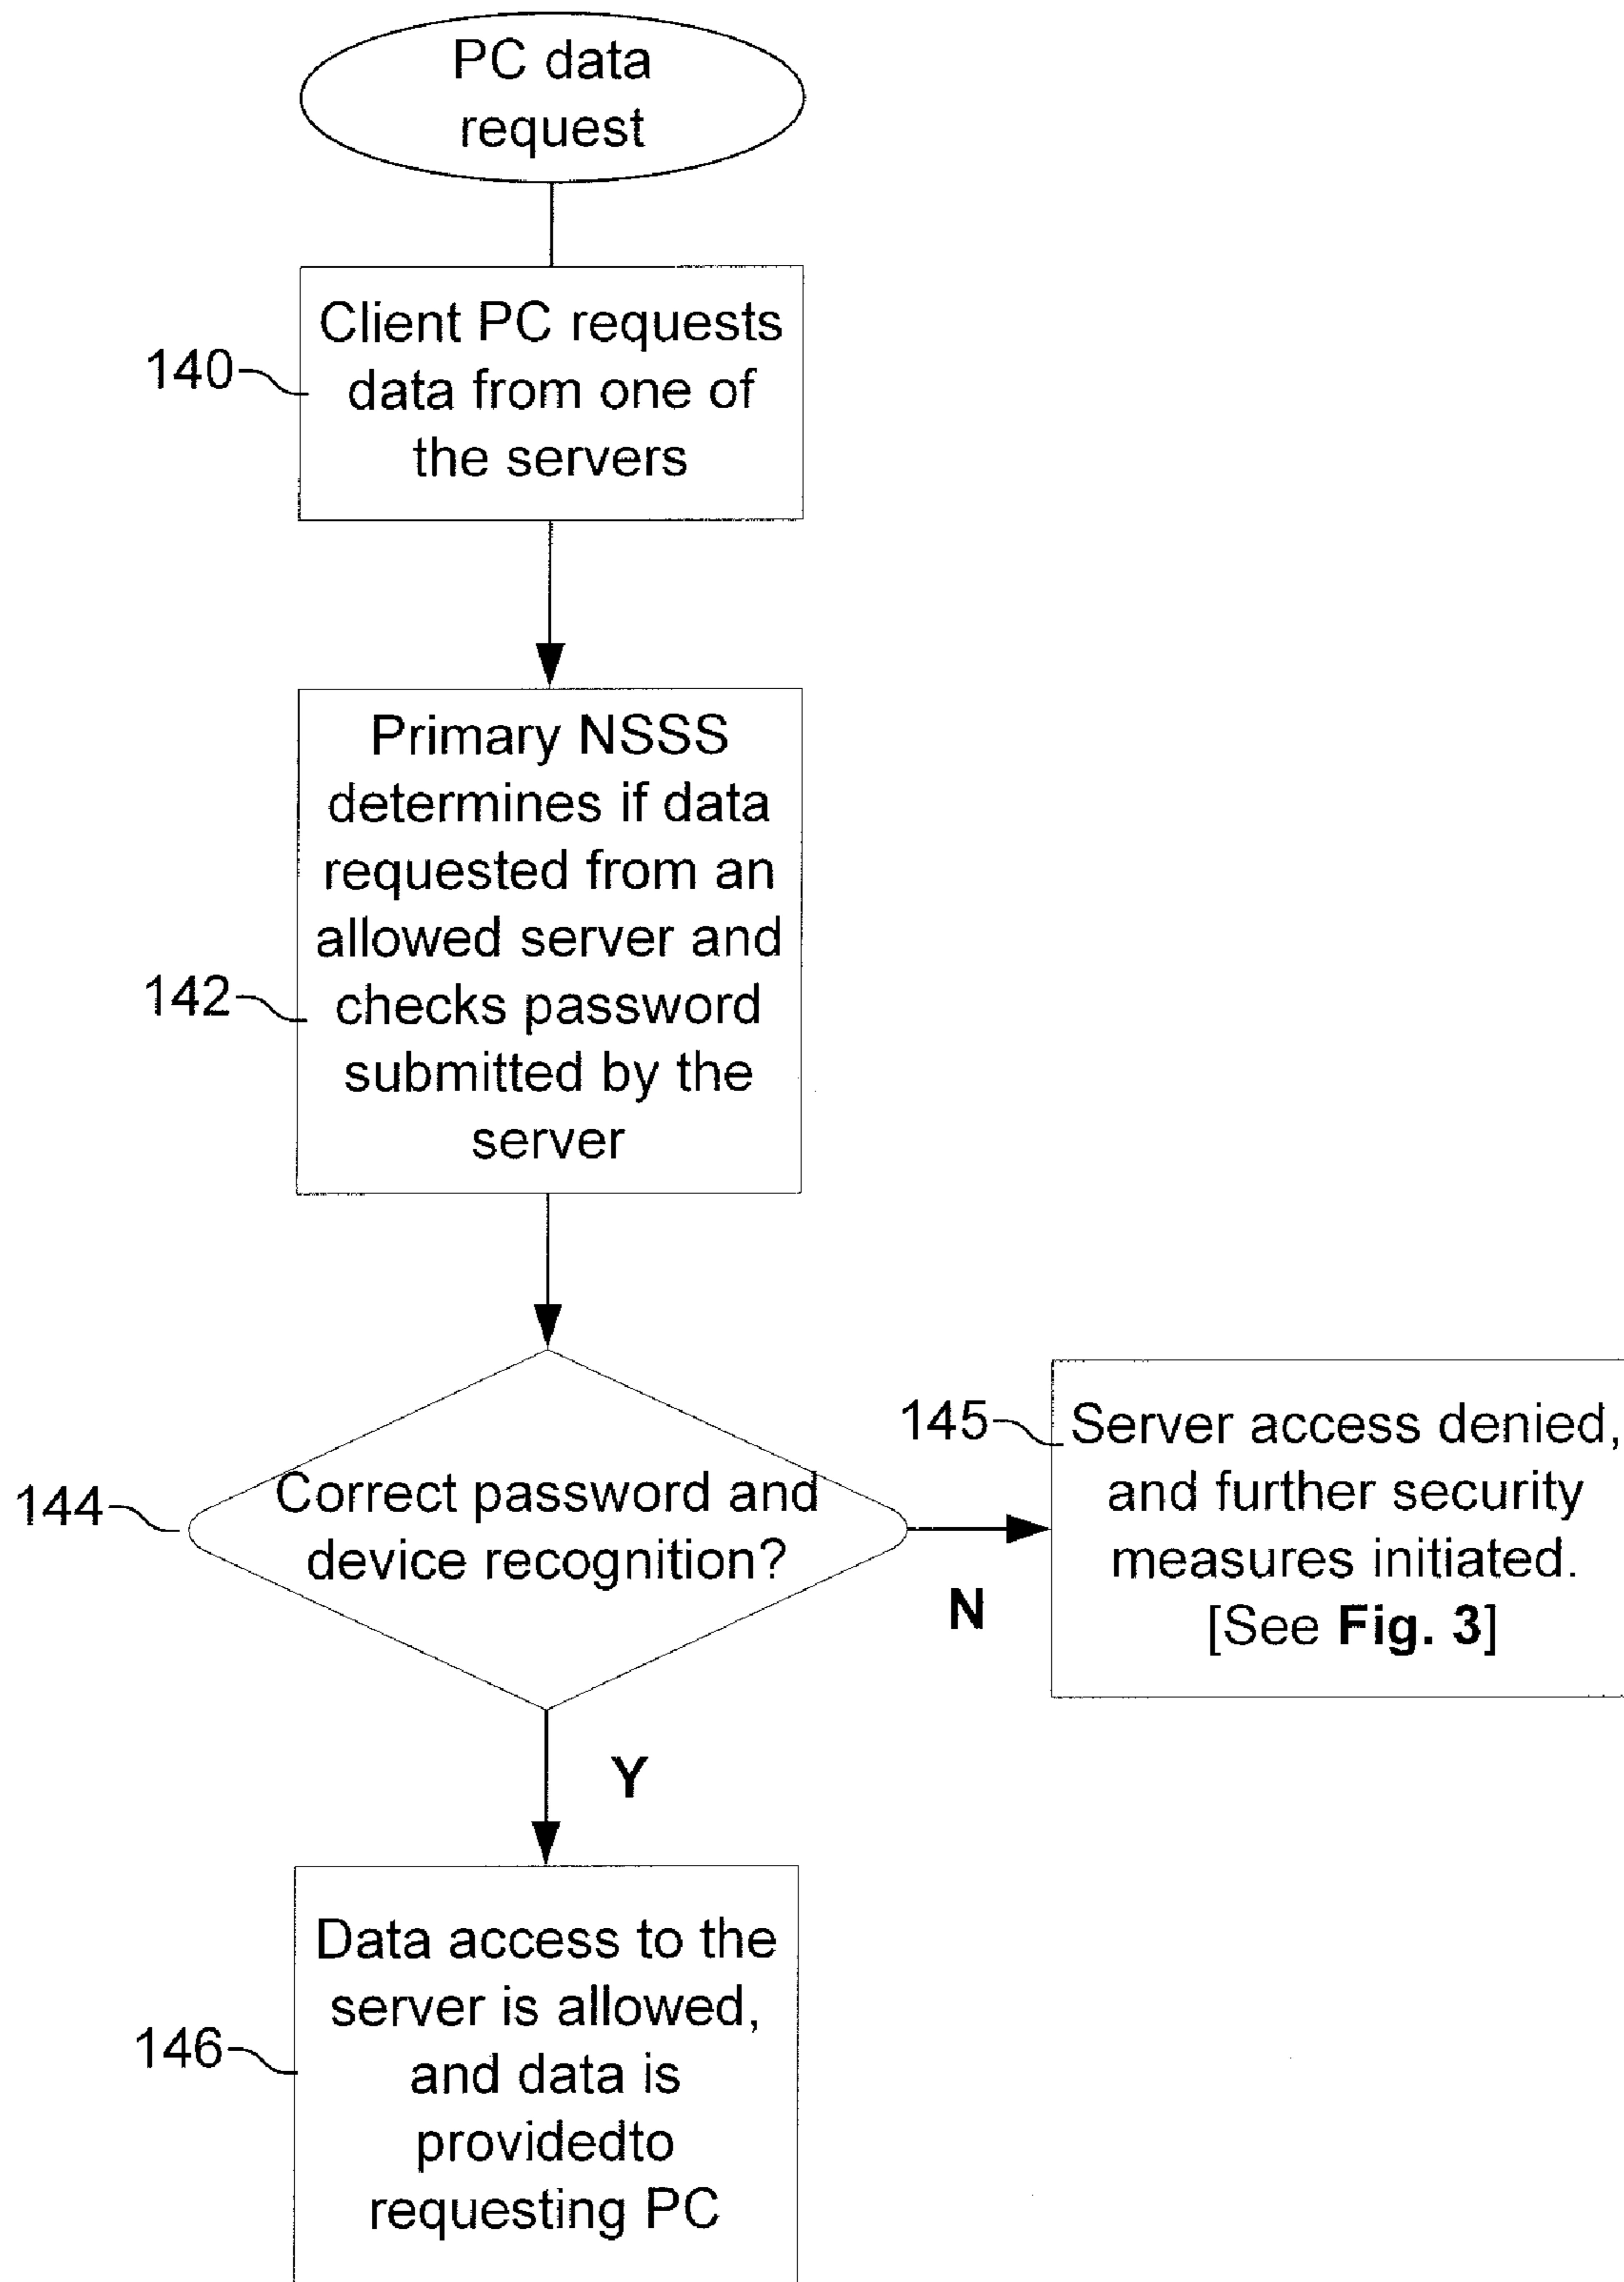 PC data
request
Client PC requests
data from one of
the servers
140
Primary NSSS
determines if data
requested from an
allowed server and
checks password
submitted by the
server
142
Correct password and
device recognition?
144
N
145
Server access denied,
and further security
measures initiated.
[See Fig. 3]
Y
Data access to the
server is allowed,
and data is
providedto
requesting PC
146